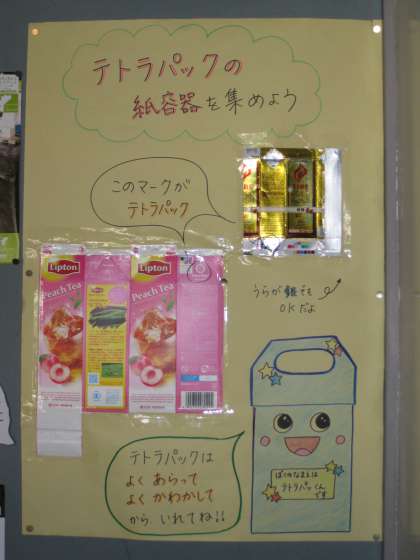 テトラパックの
紙容器を集めよう
このマークが
テトラパック
Lipton
Peach Tea
Lipton
Peach Tea
うらが銀でも
OKだよ
ぼくのなまえは
テトラパッくん
です
テトラパックは
よく あらって
よく かわかして
から いれてね!!